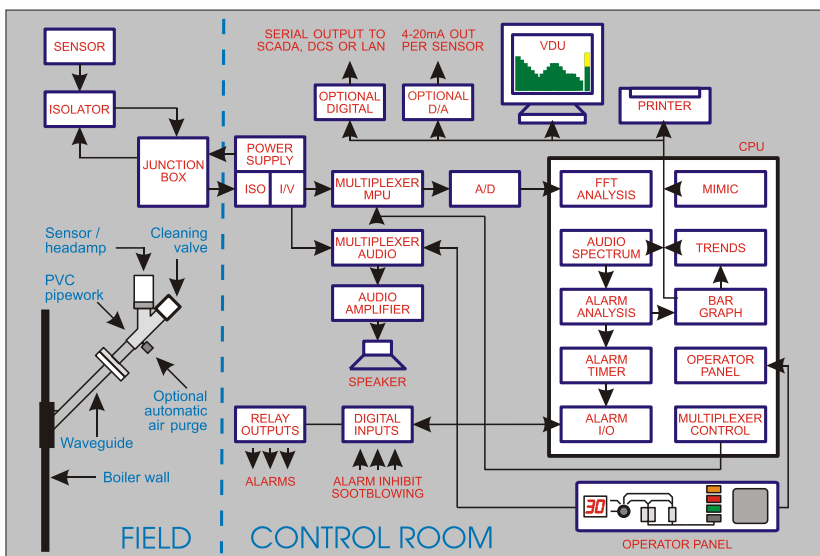 SERIAL OUTPUT TO
SCADA, DCS OR LAN
4-20mA OUT
PER SENSOR
VDU
SENSOR
ISOLATOR
JUNCTION
BOX
POWER
SUPPLY
ISO
I/V
OPTIONAL
DIGITAL
OPTIONAL
D/A
PRINTER
CPU
MULTIPLEXER
MPU
A/D
FFT
ANALYSIS
MIMIC
MULTIPLEXER
AUDIO
AUDIO
SPECTRUM
TRENDS
AUDIO
AMPLIFIER
ALARM
ANALYSIS
BAR
GRAPH
SPEAKER
ALARM
TIMER
OPERATOR
PANEL
RELAY
OUTPUTS
DIGITAL
INPUTS
ALARM
I/O
MULTIPLEXER
CONTROL
ALARMS
ALARM INHIBIT
SOOTBLOWING
30
OPERATOR PANEL
Sensor /
headamp
Cleaning
valve
PVC
pipework
Optional
automatic
air purge
Waveguide
Boiler wall
FIELD
CONTROL ROOM